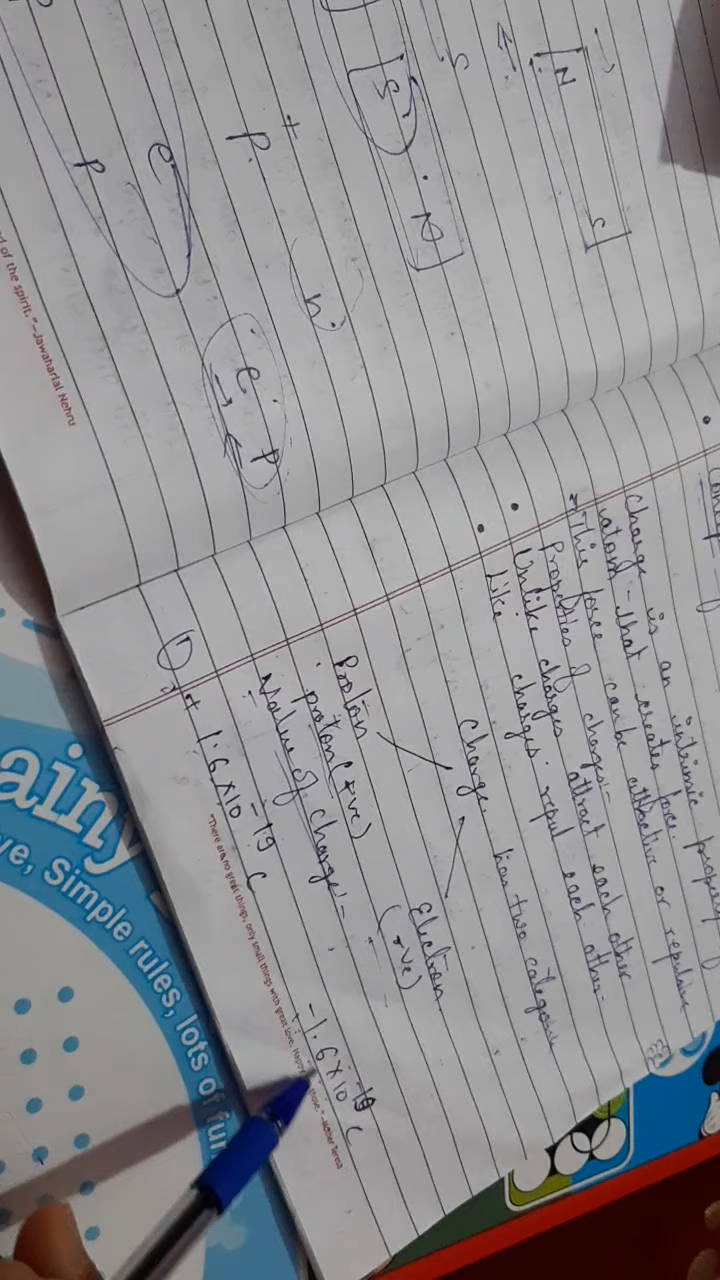 N S
S
S N
+
p. n
e
p
e p
d of the spirit." –Jawaharlal Nehru
Charge is an intrinsic property
atom that creates force.
This force can be attractive or repulsive
Properties of charges:-
Unlike charges attract each other
Like charges repul each other.
Charge has two categories
Proton Electron
proton (+ve) (-ve)
Value of charge:-
+ 1.6 x 10 -19 C
-1.6 x 10 -19 C
"There are no great things, only small things with great love. Happy those." –Mother Teresa
ainy
ve, Simple rules, lots of fun